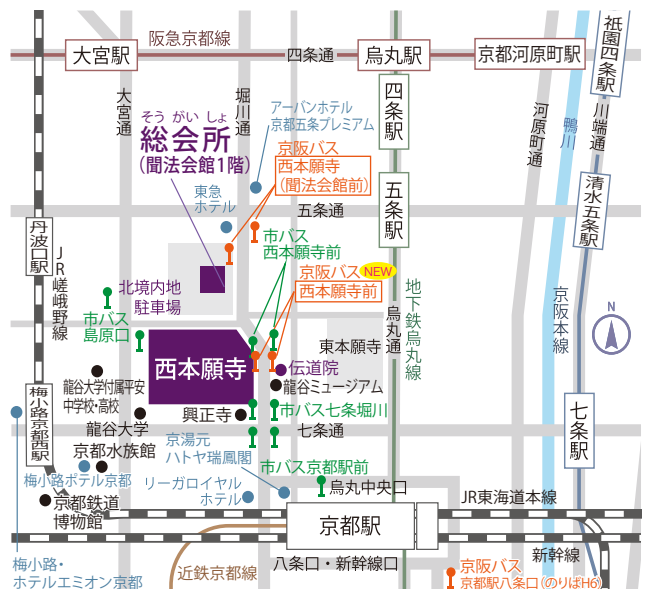 阪急京都線
大宮駅
四条通
烏丸駅
京都河原町駅
祇園四条駅
大宮通
堀川通
アーバンホテル
京都五条プレミアム
四条駅
河原町通
鴨川
川端通
そう がい しょ
総会所
(聞法会館1階)
京阪バス
西本願寺
(聞法会館前)
東急
ホテル
五条通
五条駅
清水五条駅
丹波口駅
JR嵯峨野線
市バス
西本願寺前
京阪バス NEW
西本願寺前
北境内地
駐車場
市バス
島原口
烏丸通
地下鉄烏丸線
京阪本線
N
西本願寺
東本願寺
伝道院
龍谷ミュージアム
龍谷大学付属平安
中学校・高校
梅小路京都西駅
興正寺
市バス七条堀川
七条駅
龍谷大学
七条通
京都水族館
京湯元
ハトヤ瑞鳳閣
梅小路ポテル京都
市バス京都駅前
リーガロイヤル
ホテル
烏丸中央口
京都鉄道
博物館
JR東海道本線
京都駅
新幹線
梅小路・
ホテルエミオン京都
近鉄京都線
八条口・新幹線口
京阪バス
京都駅八条口(のりばH6)